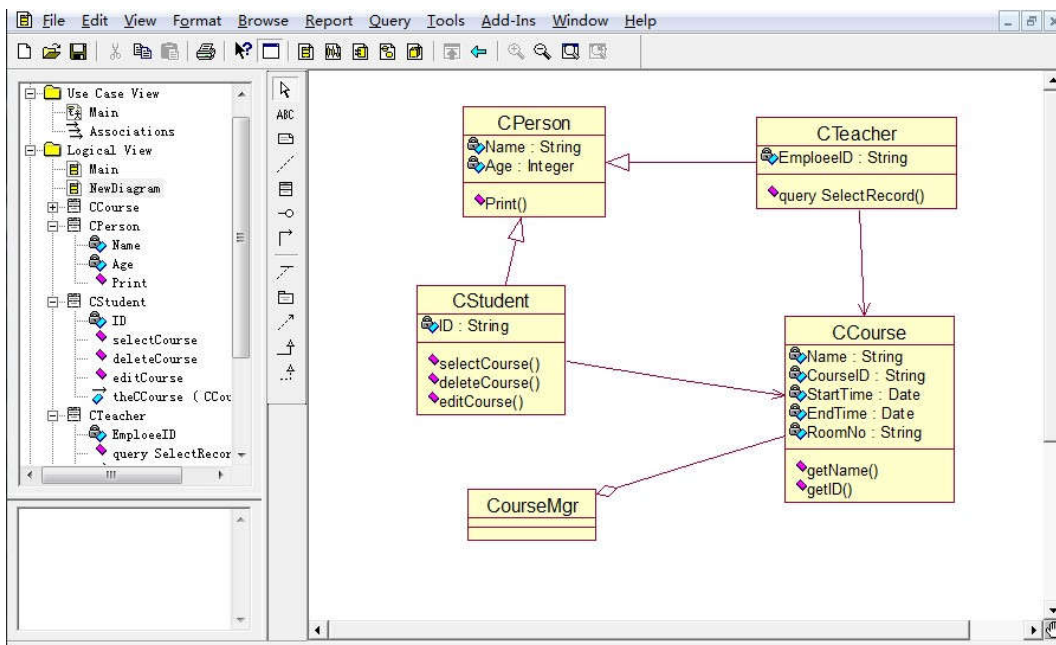 File Edit View Format Browse Report Query Tools Add-Ins Window Help
Use Case View
Main
Associations
Logical View
Main
NewDiagram
CCourse
CPerson
Name
Age
Print
CStudent
ID
selectCourse
deleteCourse
editCourse
theCCourse ( CCou
CTeacher
EmploeeID
query SelectRecor
ABC
CPerson
Name : String
Age : Integer
Print()
CTeacher
EmploeeID : String
query SelectRecord()
CStudent
ID : String
selectCourse()
deleteCourse()
editCourse()
CCourse
Name : String
CourseID : String
StartTime : Date
EndTime : Date
RoomNo : String
getName()
getID()
CourseMgr